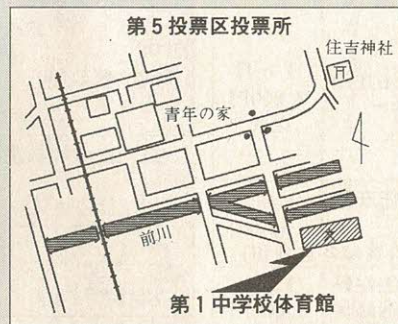 第5投票区投票所
住吉神社
青年の家
前川
文
第1中学校体育館